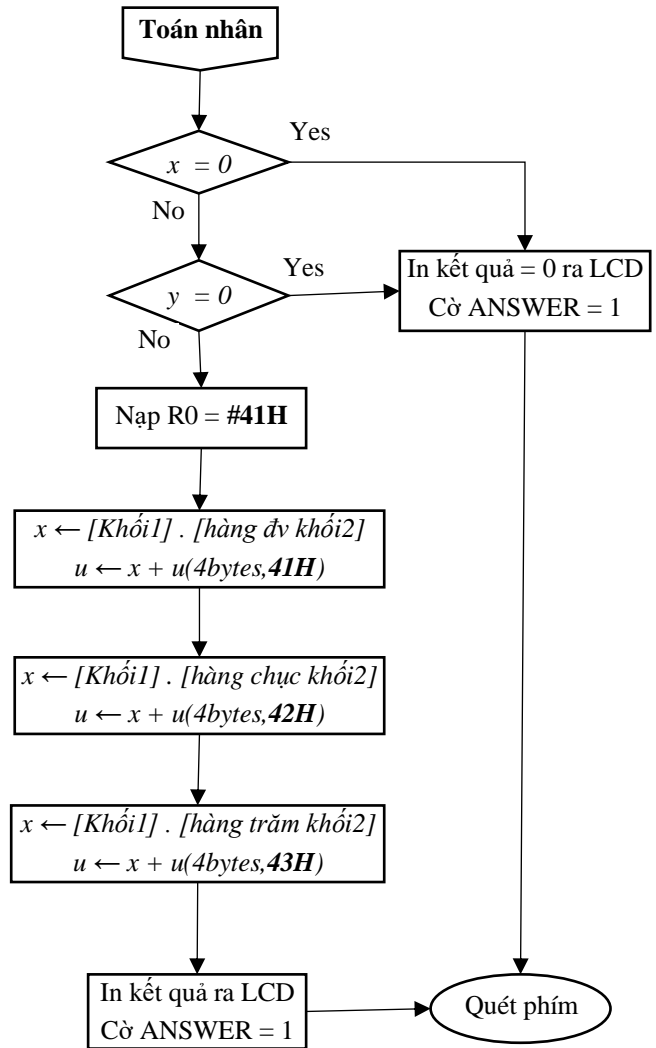 Toán nhân
Yes
x = 0
No
Yes
y = 0
In kết quả = 0 ra LCD
Cờ ANSWER = 1
No
Nạp R0 = #41H
x ← [Khối1] . [hàng đv khối2]
u ← x + u(4bytes,41H)
x ← [Khối1] . [hàng chục khối2]
u ← x + u(4bytes,42H)
x ← [Khối1] . [hàng trăm khối2]
u ← x + u(4bytes,43H)
In kết quả ra LCD
Cờ ANSWER = 1
Quét phím